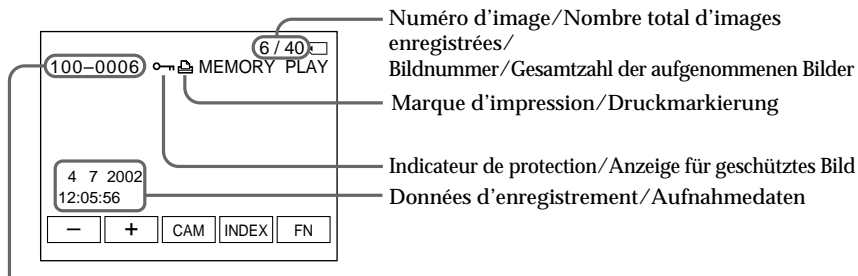 Numéro d'image/Nombre total d'images
enregistrées/
Bildnummer/Gesamtzahl der aufgenommenen Bilder
6 / 40
100–0006 MEMORY PLAY
Marque d'impression/Druckmarkierung
Indicateur de protection/Anzeige für geschütztes Bild
4 7 2002
12:05:56
Données d'enregistrement/Aufnahmedaten
– + CAM INDEX FN